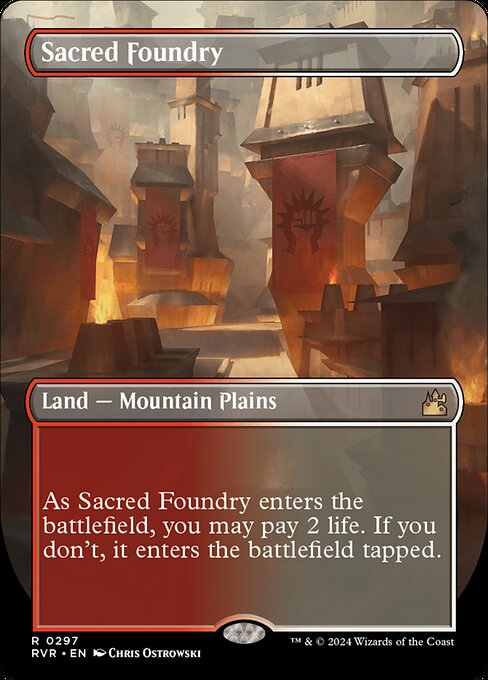 Sacred Foundry
Land — Mountain Plains
As Sacred Foundry enters the
battlefield, you may pay 2 life. If you
don't, it enters the battlefield tapped.
R 0297
RVR • EN Chris Ostrowski
™ & © 2024 Wizards of the Coast